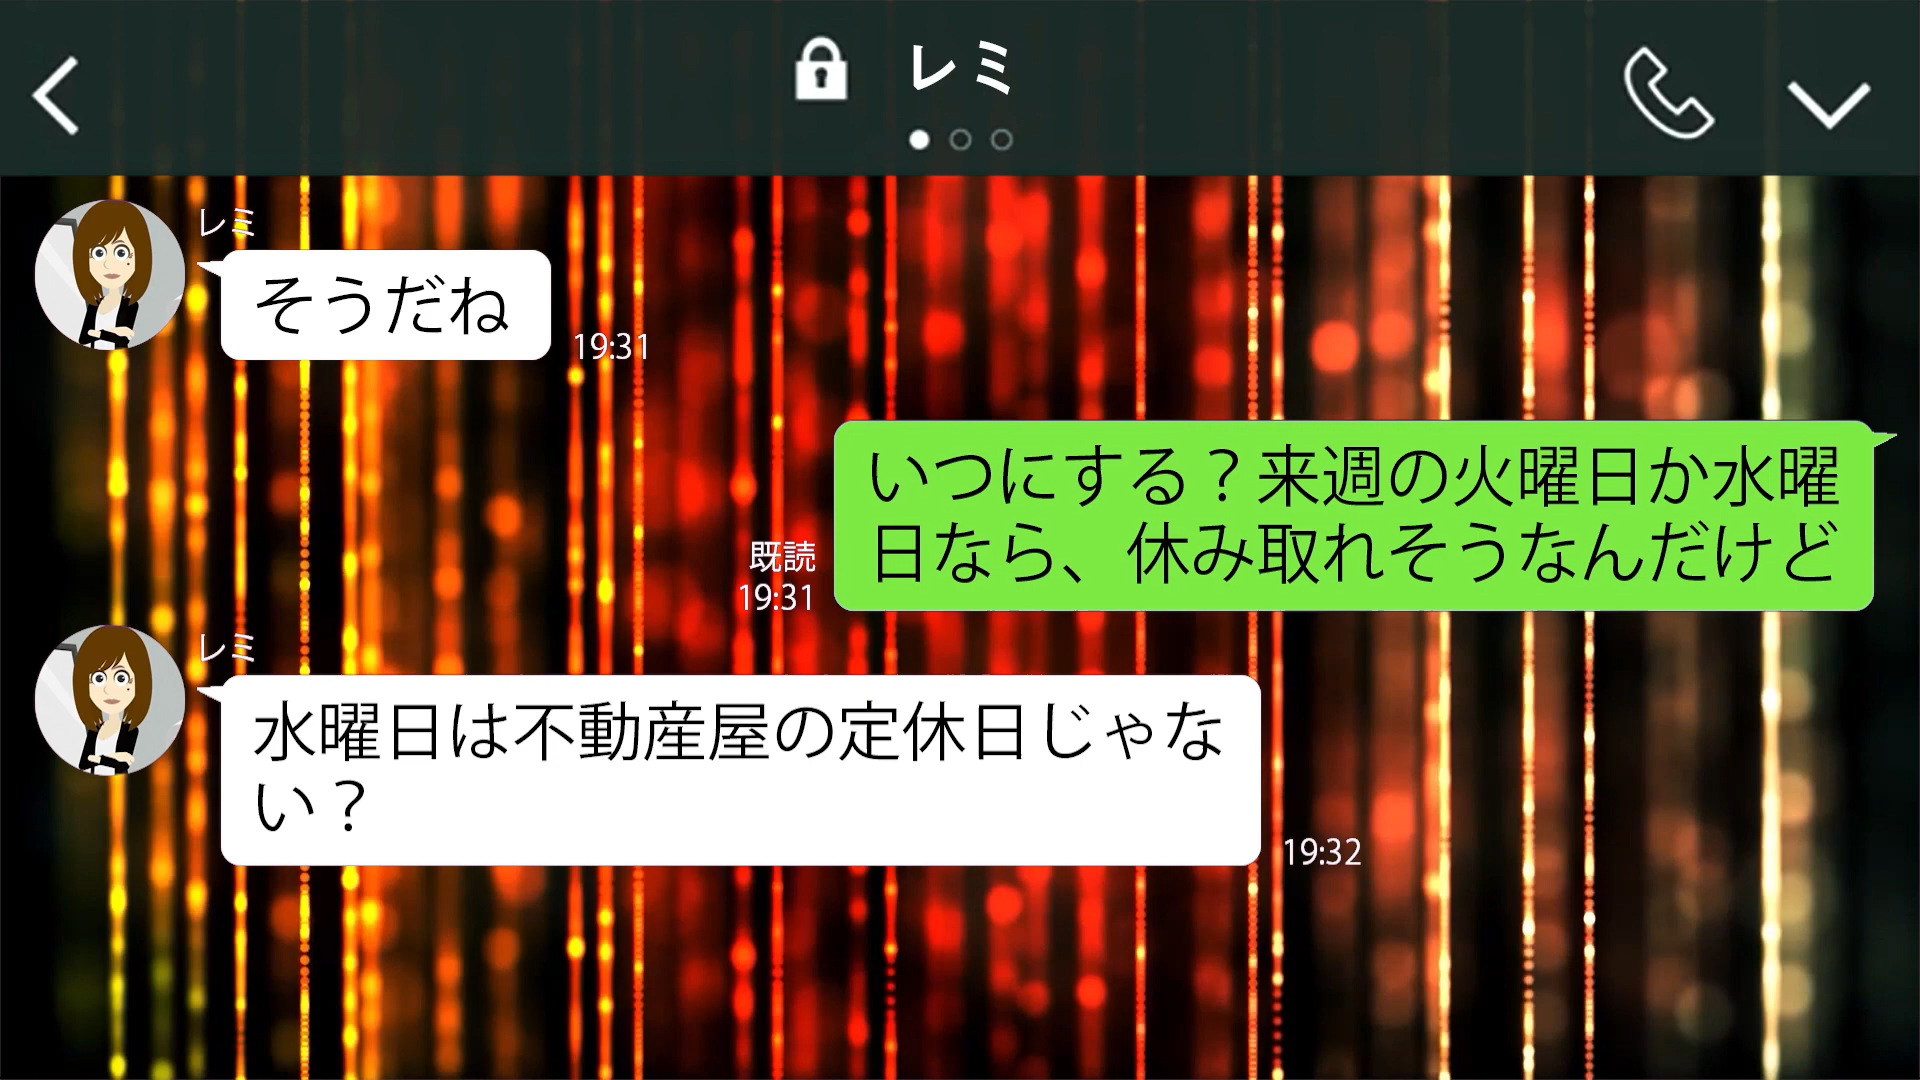 レミ
レミ
そうだね
19:31
いつにする？来週の火曜日か水曜
日なら、休み取れそうなんだけど
既読
19:31
レミ
水曜日は不動産屋の定休日じゃな
い？
19:32